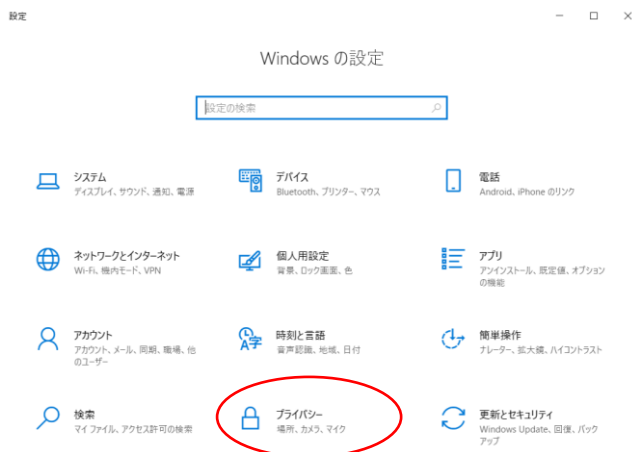 設定
Windows の設定
設定の検索
システム
ディスプレイ、サウンド、通知、電源
デバイス
Bluetooth、プリンター、マウス
電話
Android、iPhone のリンク
ネットワークとインターネット
Wi-Fi、機内モード、VPN
個人用設定
背景、ロック画面、色
アプリ
アンインストール、既定値、オプション
の機能
アカウント
アカウント、メール、同期、職場、他
のユーザー
時刻と言語
音声認識、地域、日付
簡単操作
ナレーター、拡大鏡、ハイコントラスト
検索
マイ ファイル、アクセス許可の検索
プライバシー
場所、カメラ、マイク
更新とセキュリティ
Windows Update、回復、バック
アップ